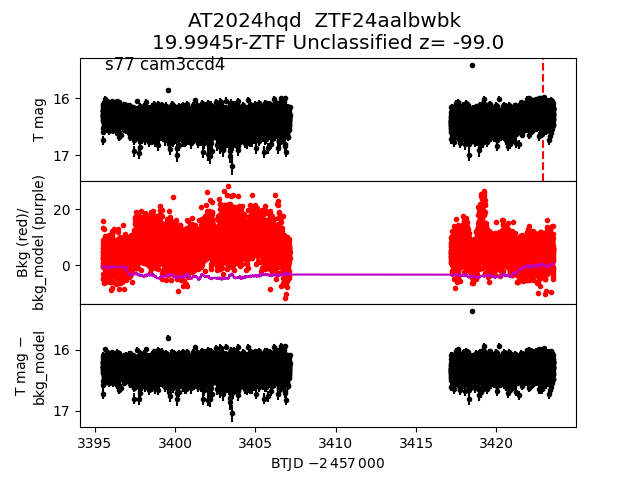 AT2024hqd  ZTF24aalbwbk
19.9945r-ZTF Unclassified z= -99.0
s77 cam3ccd4
T mag
16
17
Bkg (red)/
bkg_model (purple)
20
0
T mag −
bkg_model
16
17
3395 3400 3405 3410 3415 3420
BTJD −2 457 000